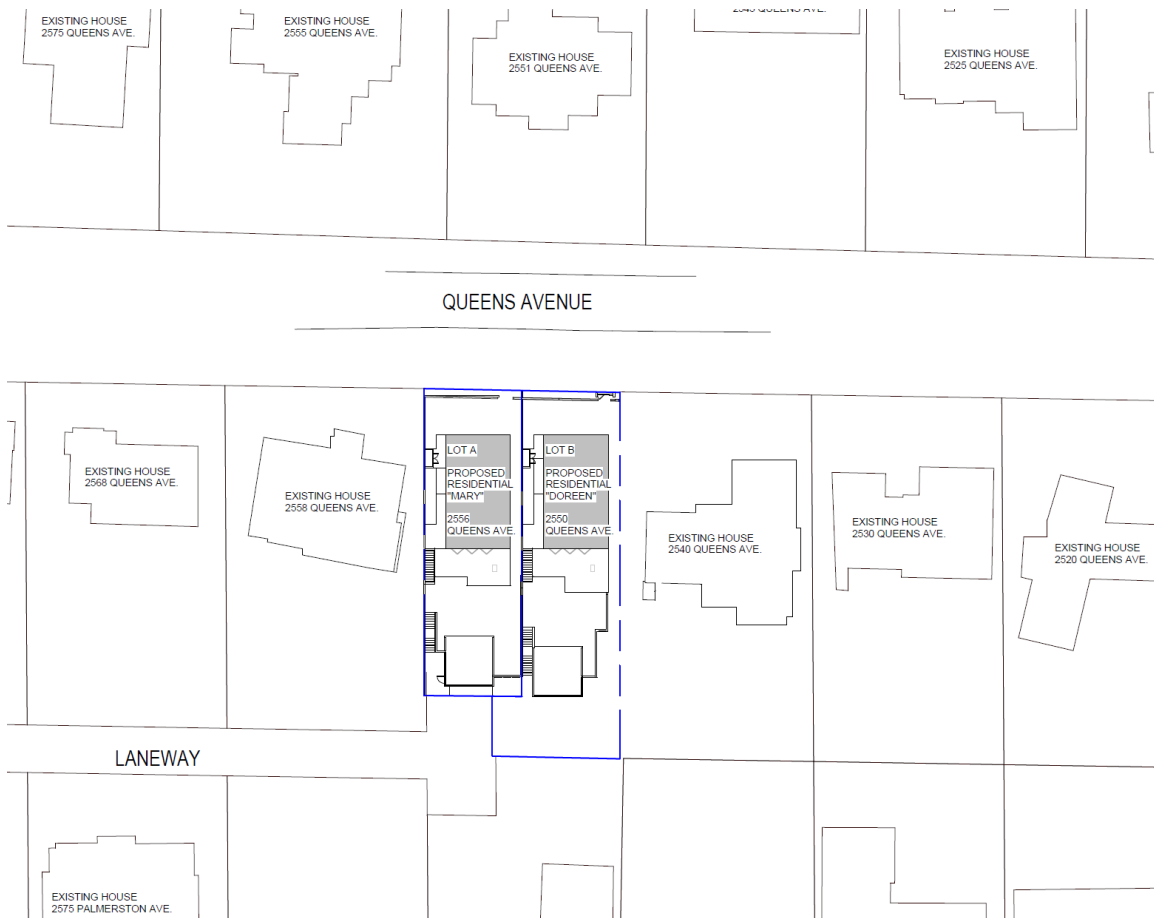 EXISTING HOUSE
2575 QUEENS AVE.
EXISTING HOUSE
2555 QUEENS AVE.
EXISTING HOUSE
2551 QUEENS AVE.
QUEENS AVE.
EXISTING HOUSE
2525 QUEENS AVE.
QUEENS AVENUE
EXISTING HOUSE
2568 QUEENS AVE.
EXISTING HOUSE
2558 QUEENS AVE.
LOT A
PROPOSED
RESIDENTIAL
"MARY"
2556
QUEENS AVE.
LOT B
PROPOSED
RESIDENTIAL
"DOREEN"
2550
QUEENS AVE.
EXISTING HOUSE
2540 QUEENS AVE.
EXISTING HOUSE
2530 QUEENS AVE.
EXISTING HOUSE
2520 QUEENS AVE.
LANEWAY
EXISTING HOUSE
2575 PALMERSTON AVE.